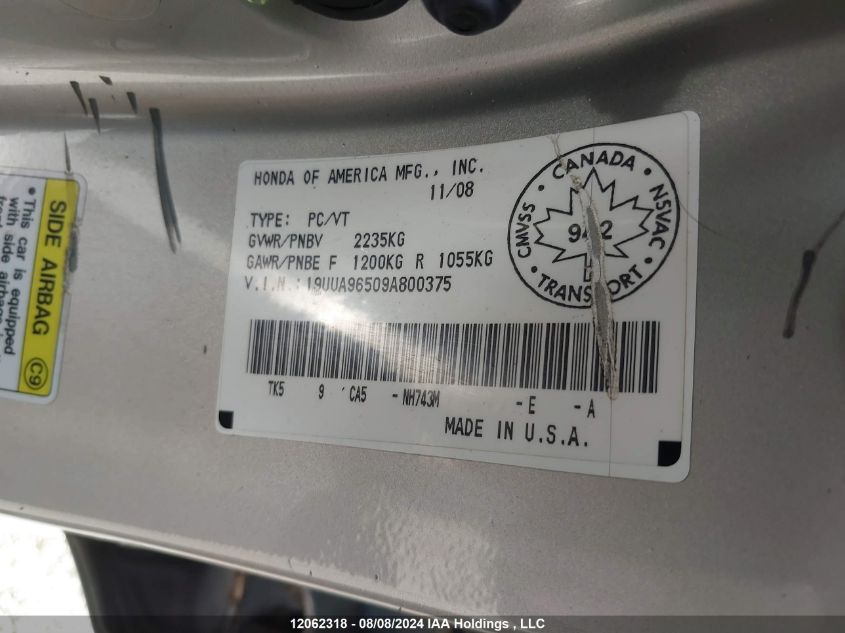 HONDA OF AMERICA MFG., INC.
11/08
TYPE: PC/VT
GVWR/PNBV 2235KG
GAWR/PNBE F 1200KG R 1055KG
V.I.N.: 19UUA96509A800375
TK5 9 CA5 -NH743M -E -A
MADE IN U.S.A.
CANADA · NSVAC · TRANSPORT · CMVSS ·
942
SIDE AIRBAG C9
• This car is equipped
with side airbags
12062318 - 08/08/2024 IAA Holdings , LLC